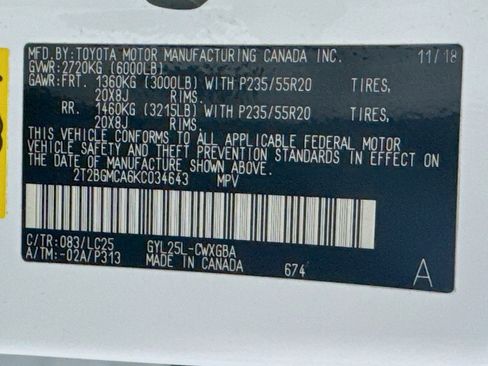 MFD.BY:TOYOTA MOTOR MANUFACTURING CANADA INC. 11/18
GVWR:2720KG (6000LB)
GAWR:FRT. 1360KG (3000LB) WITH P235/55R20 TIRES,
20X8J RIMS.
RR. 1460KG (3215LB) WITH P235/55R20 TIRES,
20X8J RIMS.
THIS VEHICLE CONFORMS TO ALL APPLICABLE FEDERAL MOTOR
VEHICLE SAFETY AND THEFT PREVENTION STANDARDS IN EFFECT ON
THE DATE OF MANUFACTURE SHOWN ABOVE.
2T2BGMCA6KC034643 MPV
C/TR:083/LC25 GYL25L-CWXGBA
A/TM:-02A/P313 MADE IN CANADA 674
A